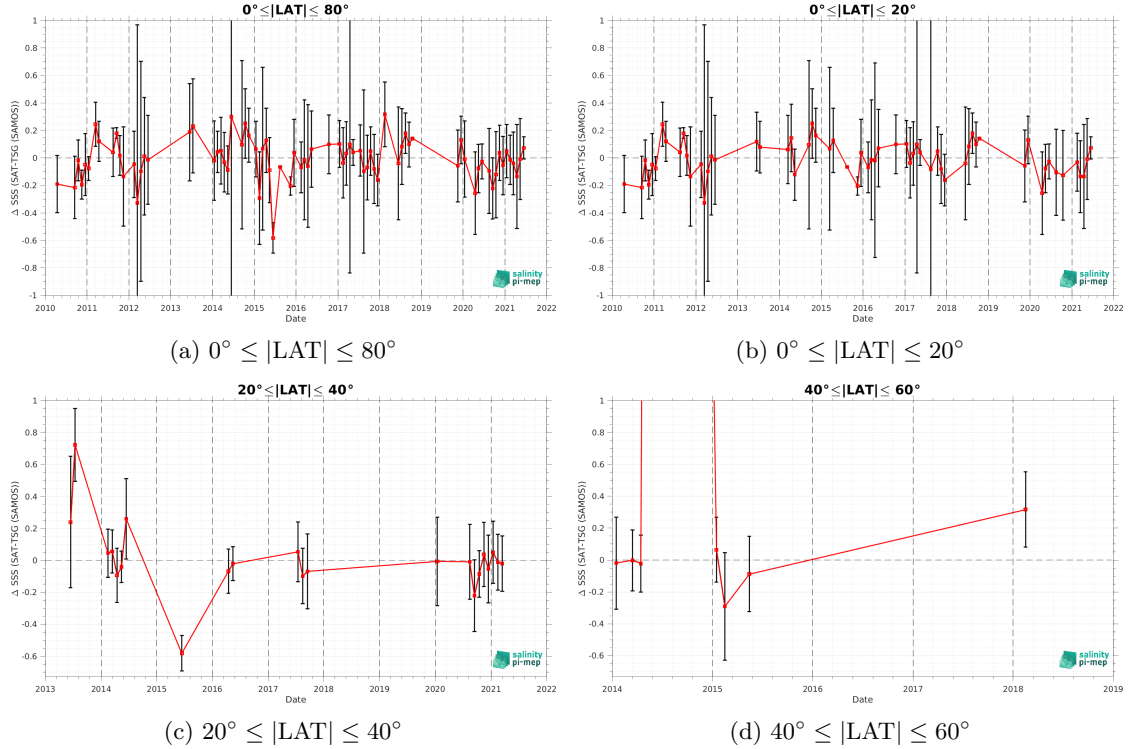 0°≤|LAT|≤ 80°
Δ SSS (SAT-TSG (SAMOS))
1
0.8
0.6
0.4
0.2
0
-0.2
-0.4
-0.6
-0.8
-1
2010 2011 2012 2013 2014 2015 2016 2017 2018 2019 2020 2021 2022
Date
salinity
pi-mep
(a) 0° ≤ |LAT| ≤ 80°
0°≤|LAT|≤ 20°
Δ SSS (SAT-TSG (SAMOS))
1
0.8
0.6
0.4
0.2
0
-0.2
-0.4
-0.6
-0.8
-1
2010 2011 2012 2013 2014 2015 2016 2017 2018 2019 2020 2021 2022
Date
salinity
pi-mep
(b) 0° ≤ |LAT| ≤ 20°
20°≤|LAT|≤ 40°
Δ SSS (SAT-TSG (SAMOS))
1
0.8
0.6
0.4
0.2
0
-0.2
-0.4
-0.6
2013 2014 2015 2016 2017 2018 2019 2020 2021 2022
Date
salinity
pi-mep
(c) 20° ≤ |LAT| ≤ 40°
40°≤|LAT|≤ 60°
Δ SSS (SAT-TSG (SAMOS))
1
0.8
0.6
0.4
0.2
0
-0.2
-0.4
-0.6
2014 2015 2016 2017 2018 2019
Date
salinity
pi-mep
(d) 40° ≤ |LAT| ≤ 60°